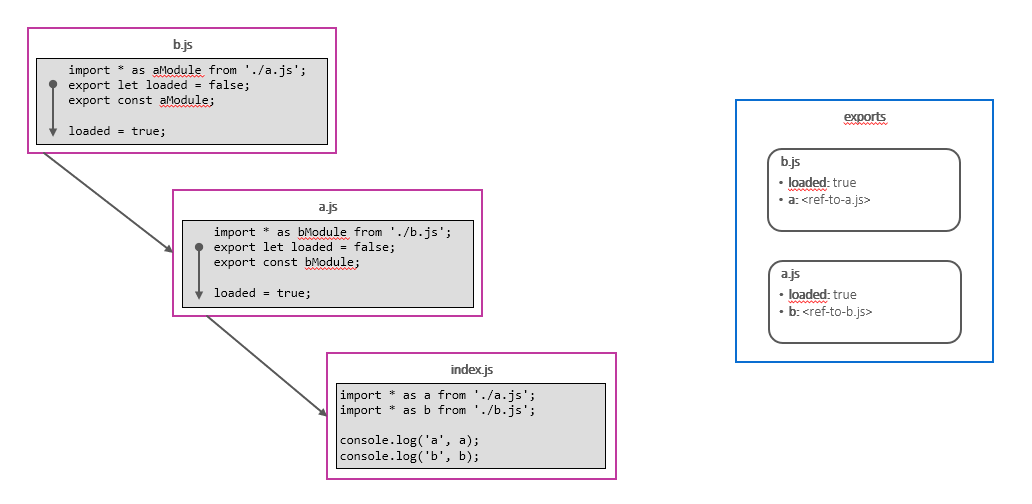 b.js
import * as aModule from './a.js';
export let loaded = false;
export const aModule;
loaded = true;
a.js
import * as bModule from './b.js';
export let loaded = false;
export const bModule;
loaded = true;
index.js
import * as a from './a.js';
import * as b from './b.js';
console.log('a', a);
console.log('b', b);
exports
b.js
• loaded: true
• a: <ref-to-a.js>
a.js
• loaded: true
• b: <ref-to-b.js>